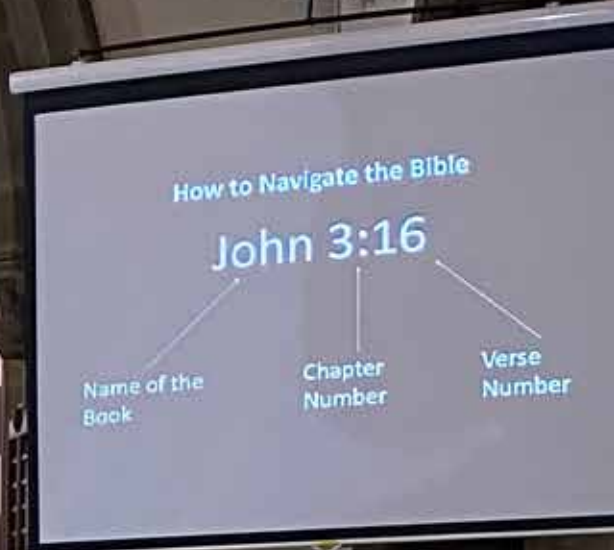 How to Navigate the Bible
John 3:16
Name of the
Book
Chapter
Number
Verse
Number